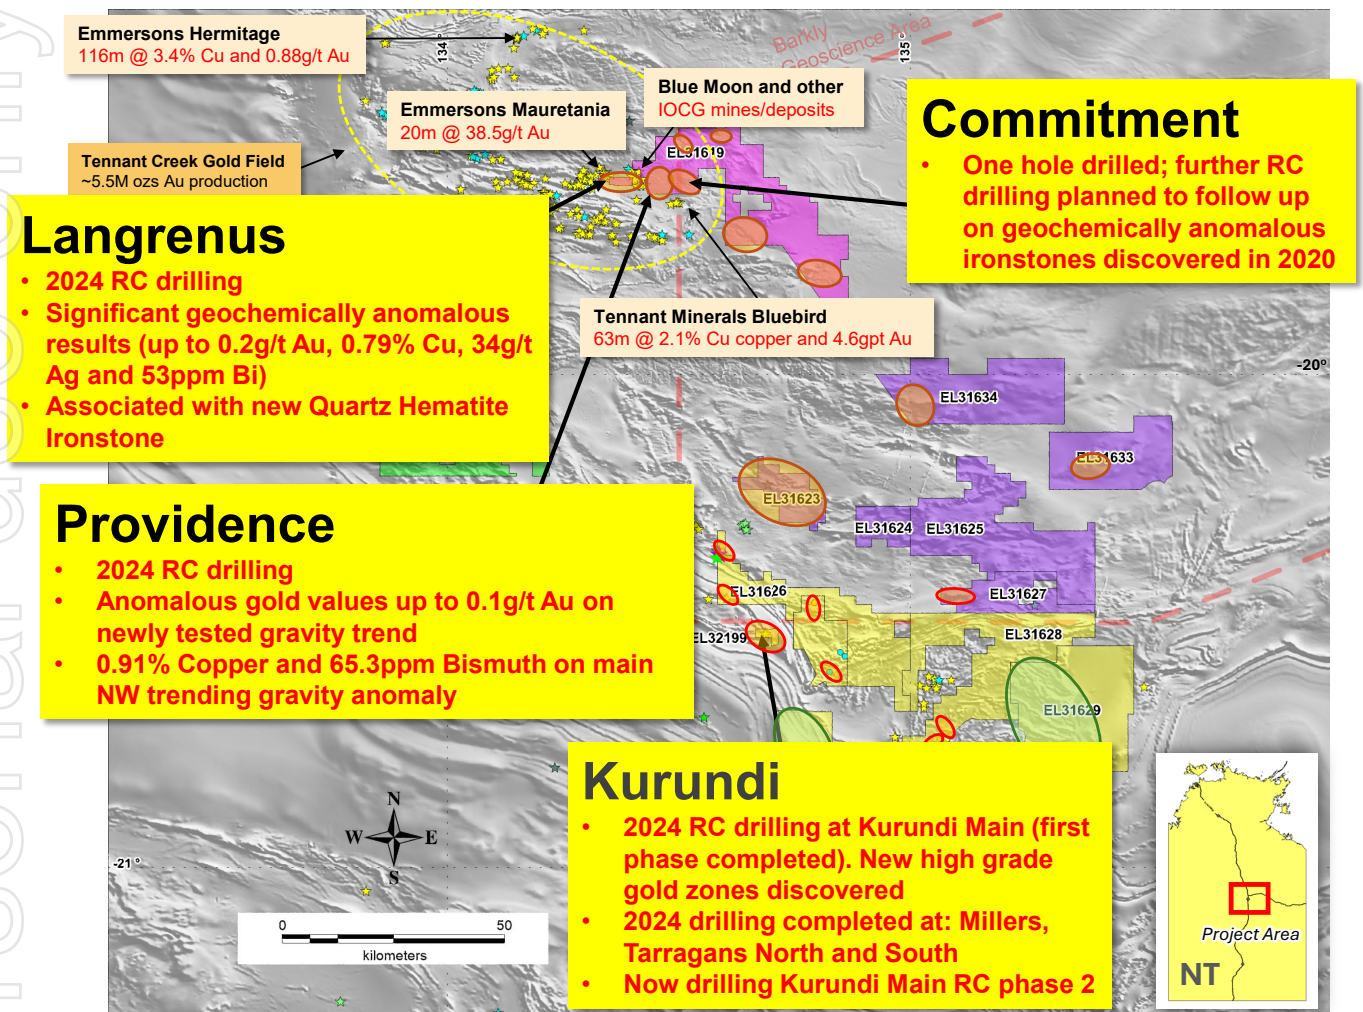 Emmersons Hermitage
116m @ 3.4% Cu and 0.88g/t Au
134 °
Barkly
Geoscience Area
135 °
Emmersons Mauretania
20m @ 38.5g/t Au
Blue Moon and other
IOCG mines/deposits
Tennant Creek Gold Field
~5.5M ozs Au production
EL31619
Commitment
• One hole drilled; further RC
drilling planned to follow up
on geochemically anomalous
ironstones discovered in 2020
Langrenus
• 2024 RC drilling
• Significant geochemically anomalous
results (up to 0.2g/t Au, 0.79% Cu, 34g/t
Ag and 53ppm Bi)
• Associated with new Quartz Hematite
Ironstone
Tennant Minerals Bluebird
63m @ 2.1% Cu copper and 4.6gpt Au
-20°
EL31634
EL31633
EL31623
EL31624
EL31625
Providence
• 2024 RC drilling
• Anomalous gold values up to 0.1g/t Au on
newly tested gravity trend
• 0.91% Copper and 65.3ppm Bismuth on main
NW trending gravity anomaly
EL31626
EL31627
EL31628
EL32199
EL31629
Kurundi
• 2024 RC drilling at Kurundi Main (first
phase completed). New high grade
gold zones discovered
• 2024 drilling completed at: Millers,
Tarragans North and South
• Now drilling Kurundi Main RC phase 2
N
W
E
S
-21 °
0
50
kilometers
Project Area
NT